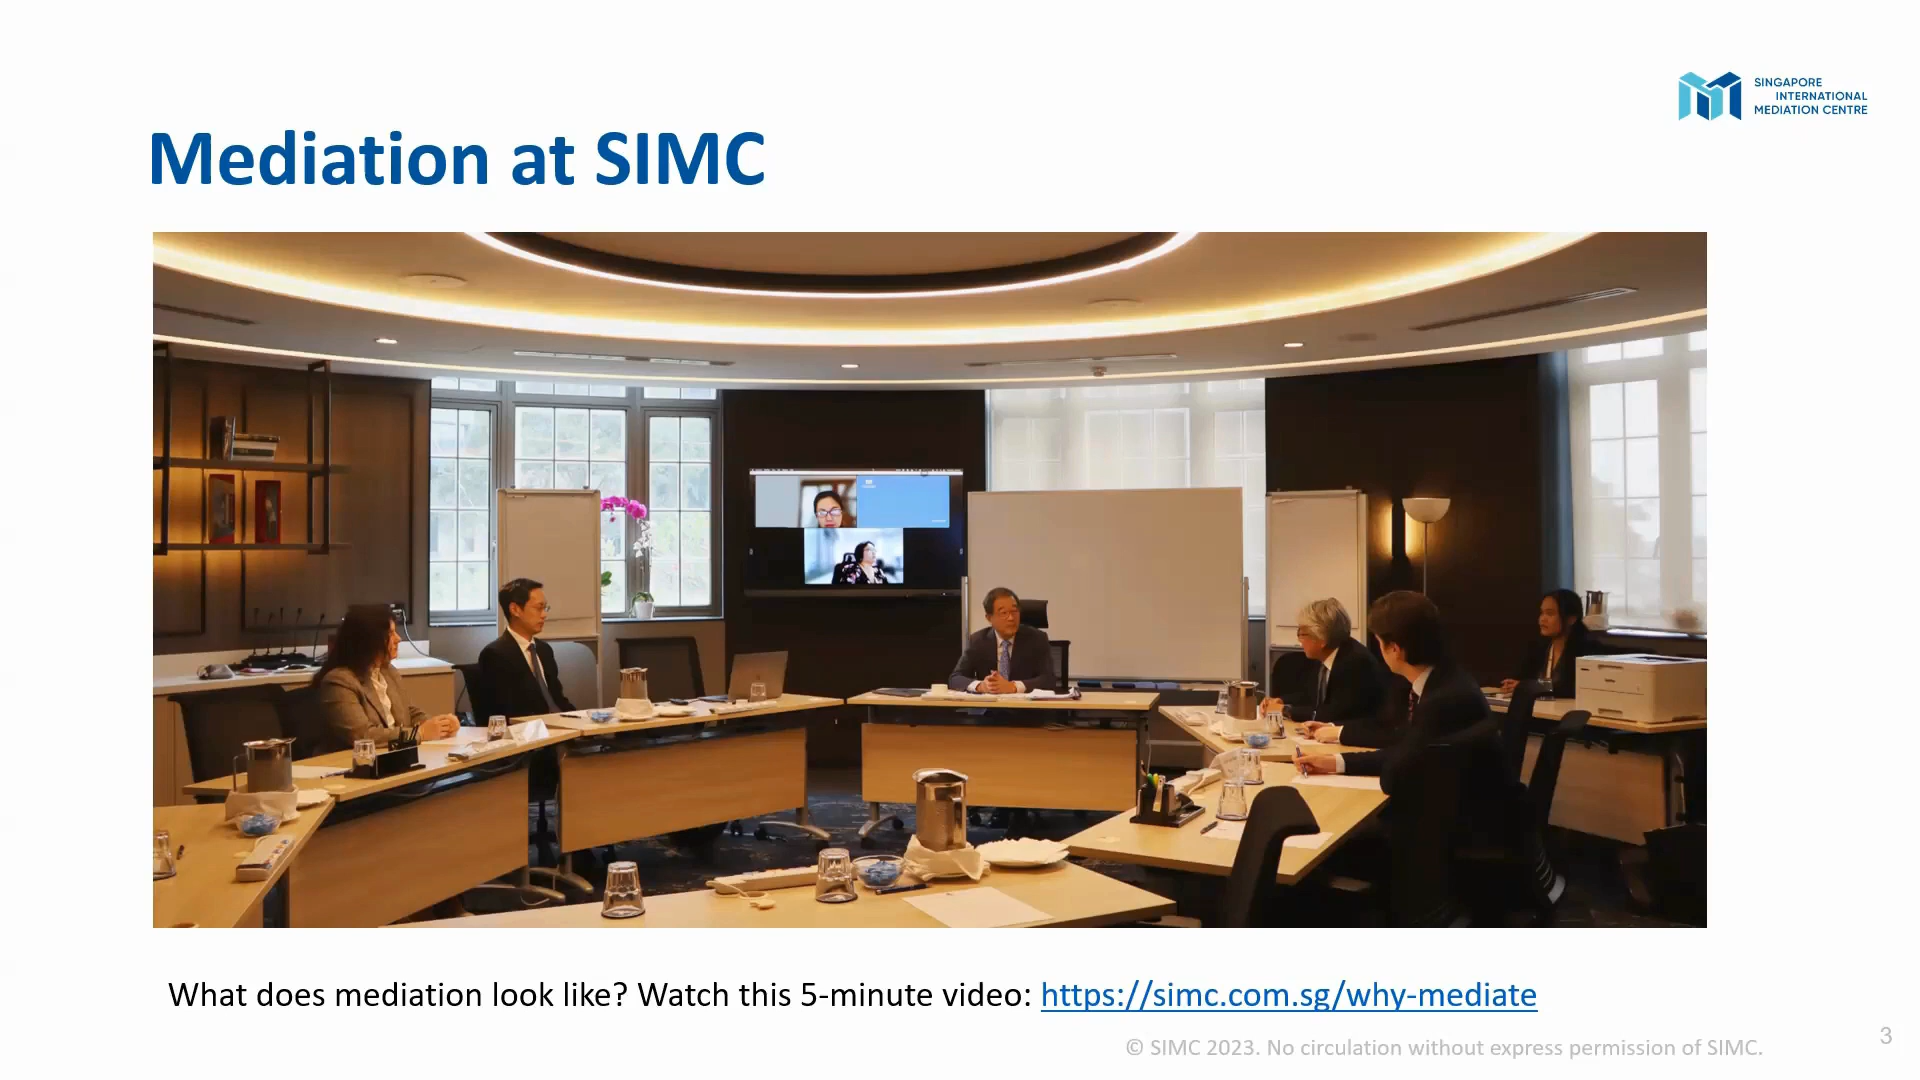 SINGAPORE
INTERNATIONAL
MEDIATION CENTRE
Mediation at SIMC
What does mediation look like? Watch this 5-minute video: https://simc.com.sg/why-mediate
© SIMC 2023. No circulation without express permission of SIMC.
3